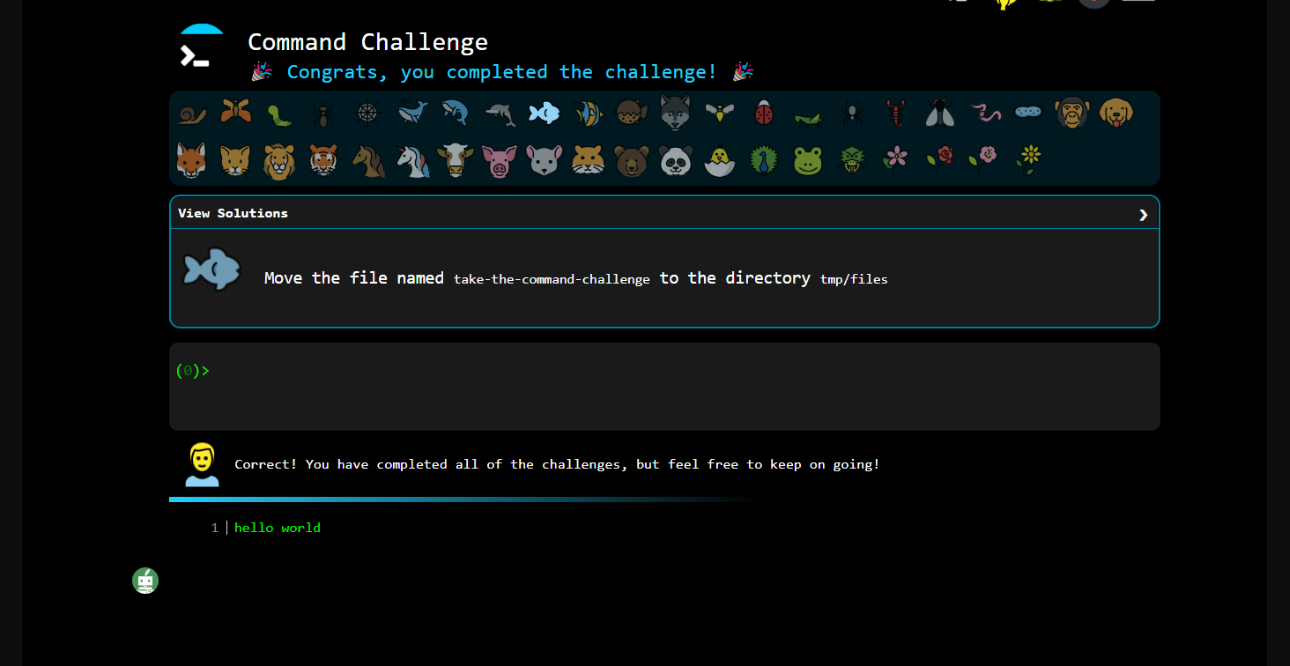 Command Challenge
🎉 Congrats, you completed the challenge! 🎉
View Solutions
Move the file named take-the-command-challenge to the directory tmp/files
(0)>
Correct! You have completed all of the challenges, but feel free to keep on going!
1 | hello world